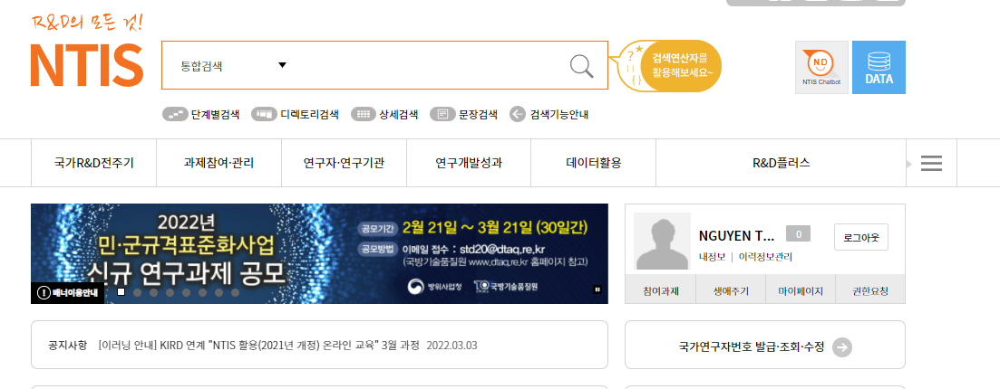 R&D의 모든 것!
NTIS
통합검색
? *
( )
{ }
검색연산자를
활용해보세요~
ND
NTIS Chatbot
DATA
단계별검색 디렉토리검색 상세검색 문장검색 검색기능안내
국가R&D전주기 과제참여·관리 연구자·연구기관 연구개발성과 데이터활용 R&D플러스
2022년
민·군규격표준화사업
신규 연구과제 공모
공모기간 2월 21일 ~ 3월 21일 (30일간)
공모방법 이메일 접수 : std20@dtaq.re.kr
(국방기술품질원 www.dtaq.re.kr 홈페이지 참고)
방위사업청 국방기술품질원
배너이용안내
NGUYEN T... 0
로그아웃
내정보 | 이력정보관리
참여과제 생애주기 마이페이지 권한요청
공지사항 [이러닝 안내] KIRD 연계 "NTIS 활용(2021년 개정) 온라인 교육" 3월 과정 2022.03.03
국가연구자번호 발급·조회·수정